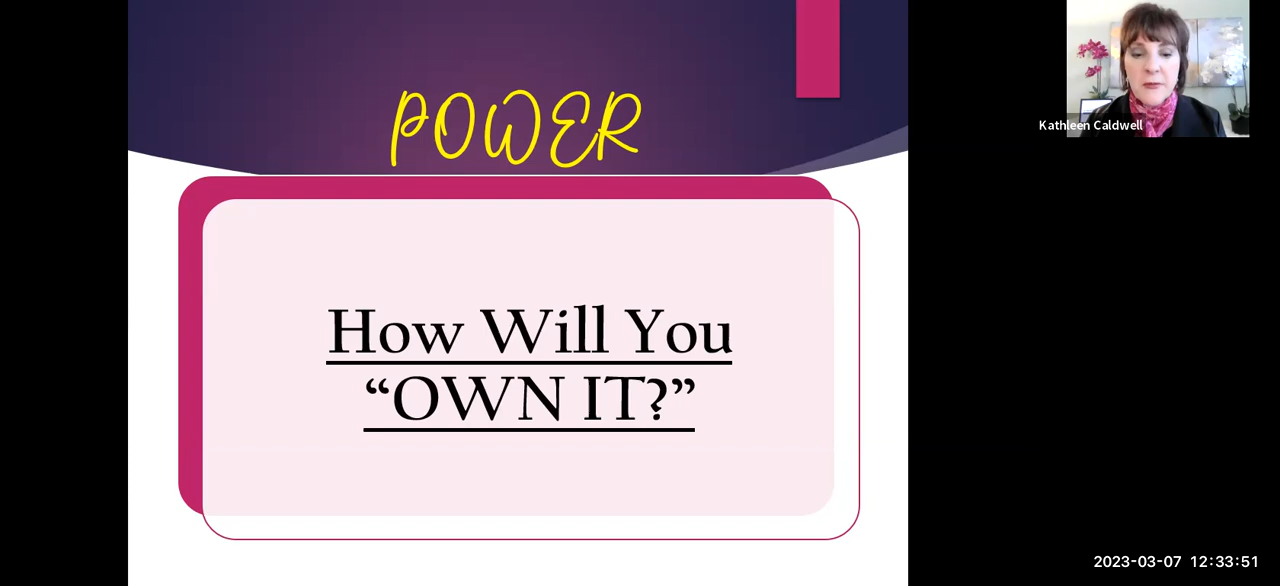 POWER
Kathleen Caldwell
How Will You
“OWN IT?”
2023-03-07 12:33:51